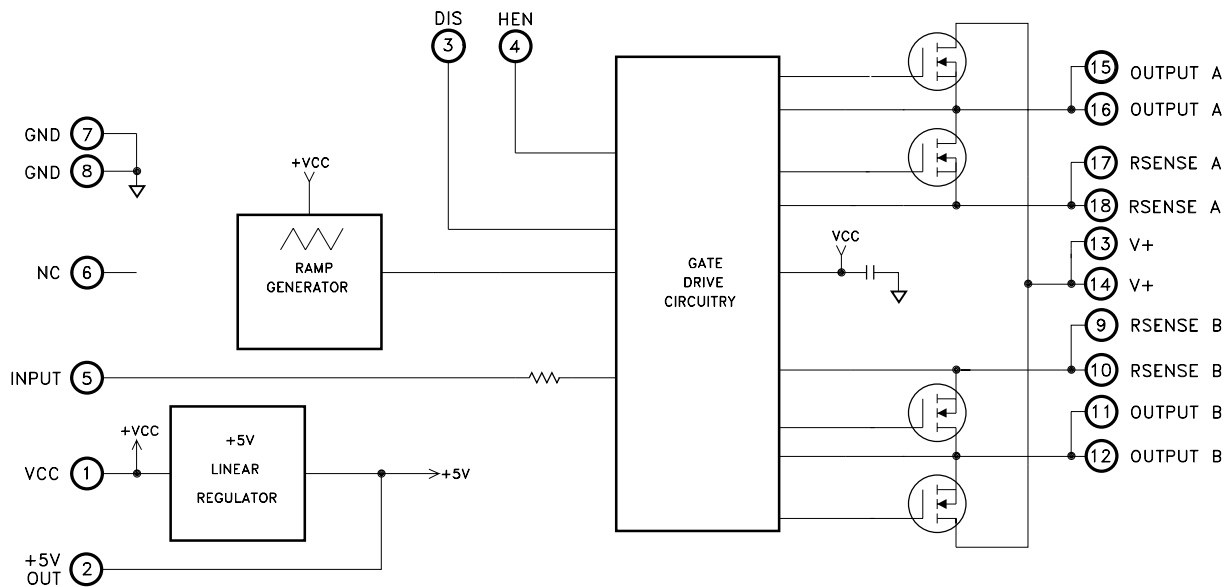 DIS
HEN
3
4
GND 7
GND 8
+VCC
RAMP
GENERATOR
NC 6
INPUT 5
+VCC
VCC 1
+5V
LINEAR
REGULATOR
+5V
+5V
OUT
2
GATE
DRIVE
CIRCUITRY
VCC
15 OUTPUT A
16 OUTPUT A
17 RSENSE A
18 RSENSE A
13 V+
14 V+
9 RSENSE B
10 RSENSE B
11 OUTPUT B
12 OUTPUT B